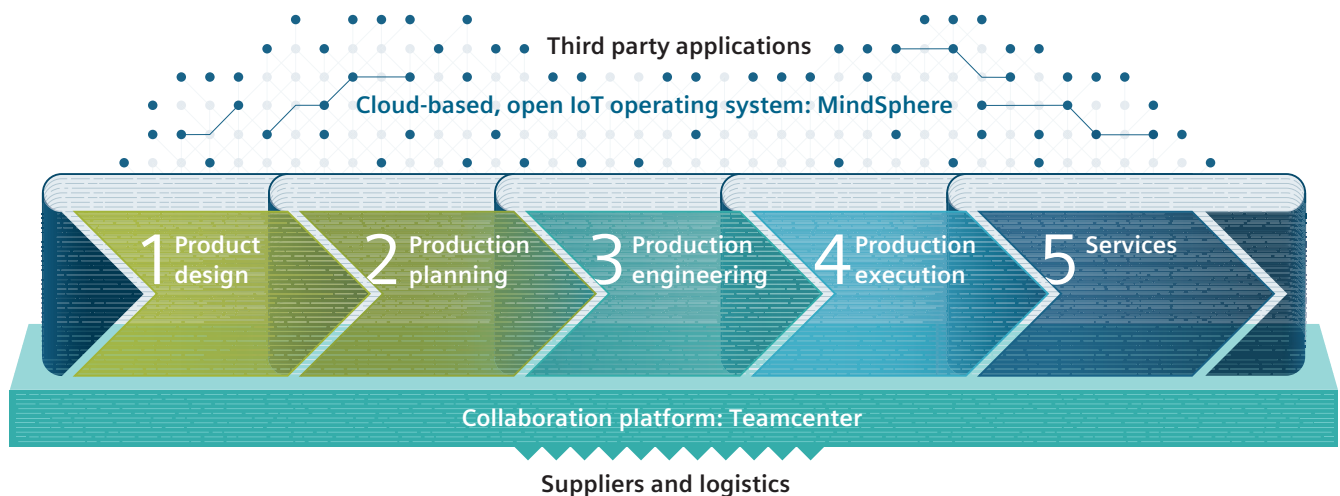 Third party applications
Cloud-based, open IoT operating system: MindSphere
1 Product
design
2 Production
planning
3 Production
engineering
4 Production
execution
5 Services
Collaboration platform: Teamcenter
Suppliers and logistics